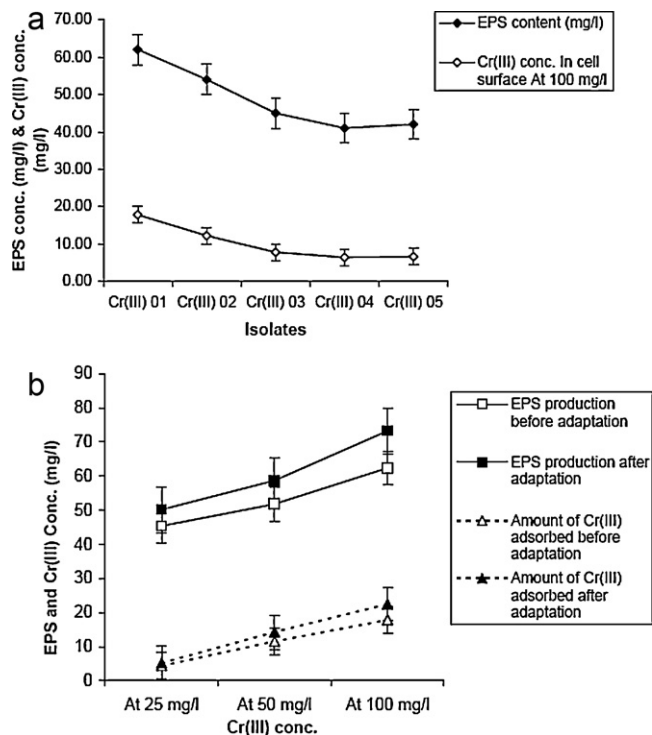 a
EPS content (mg/l)
Cr(III) conc. In cell
surface At 100 mg/l
EPS conc. (mg/l) & Cr(III) conc.
(mg/l)
70.00
60.00
50.00
40.00
30.00
20.00
10.00
0.00
Cr(III) 01 Cr(III) 02 Cr(III) 03 Cr(III) 04 Cr(III) 05
Isolates
b
EPS production
before adaptation
EPS production after
adaptation
Amount of Cr(III)
adsorbed before
adaptation
Amount of Cr(III)
adsorbed after
adaptation
EPS and Cr(III) Conc. (mg/l)
90
80
70
60
50
40
30
20
10
0
At 25 mg/l At 50 mg/l At 100 mg/l
Cr(III) conc.